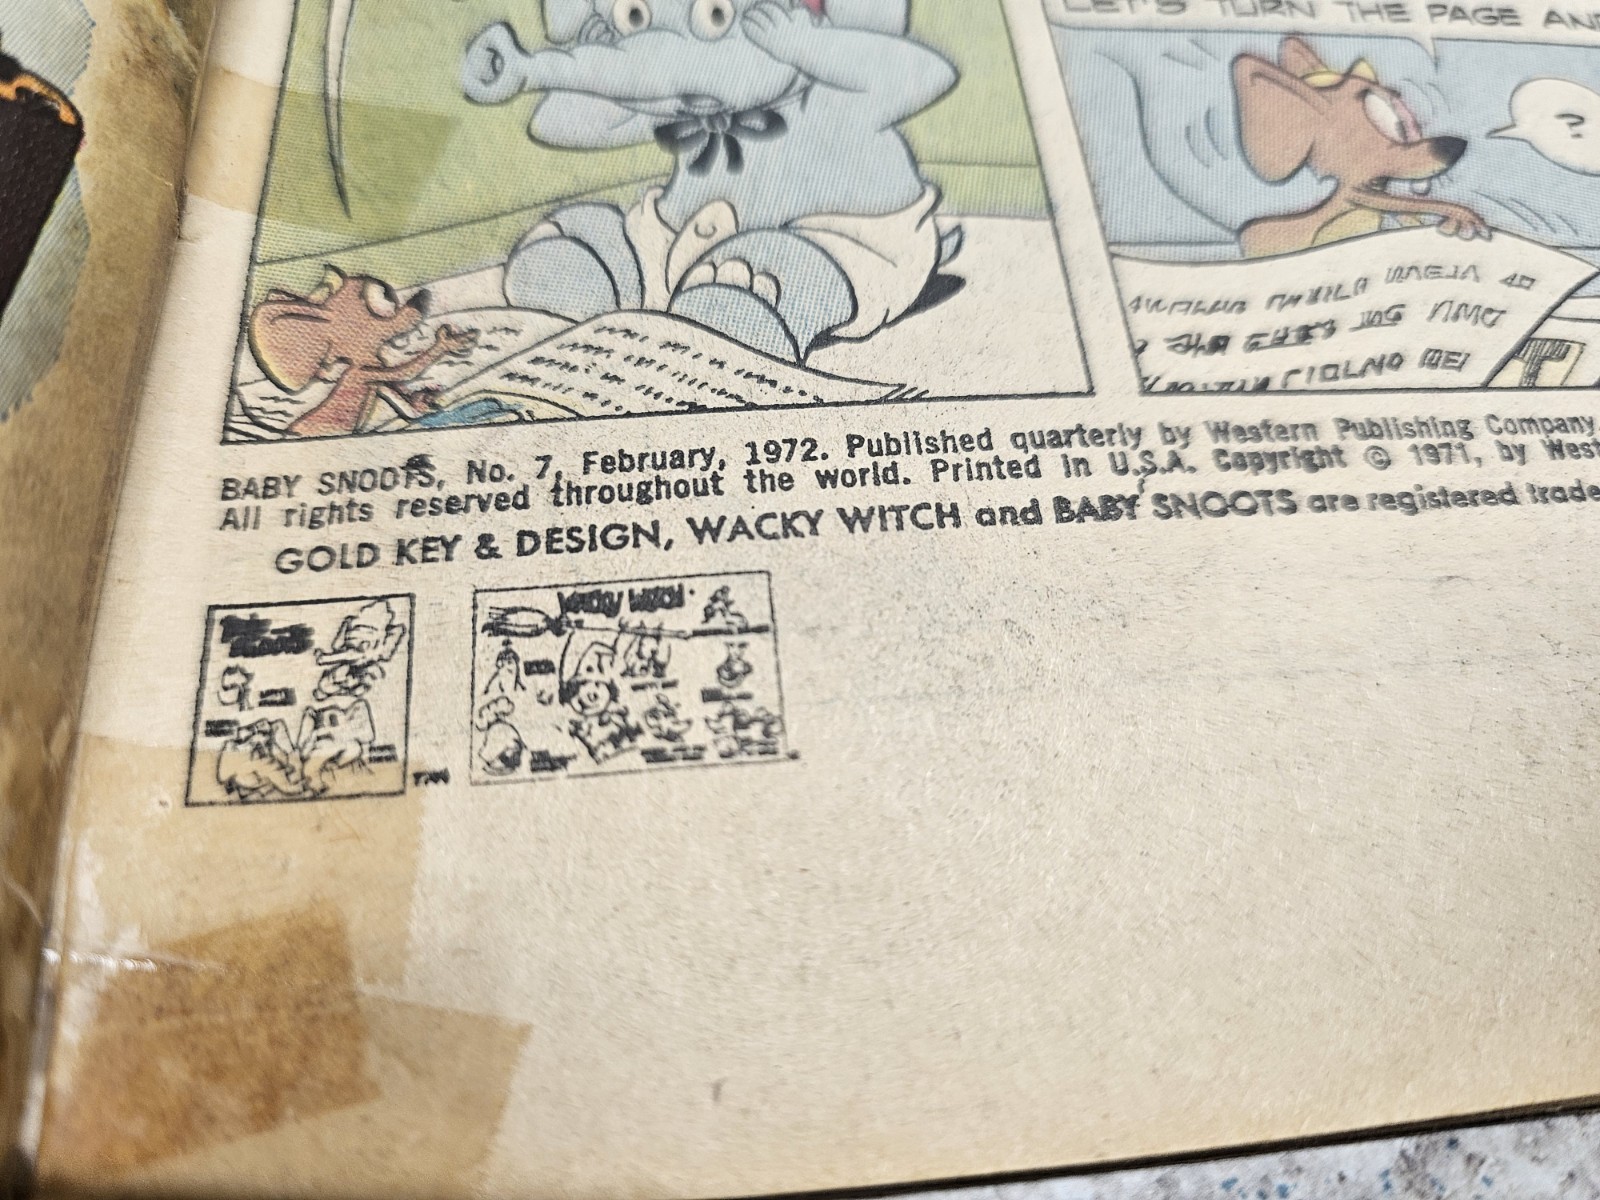 LET'S TURN THE PAGE AND
?
BABY SNOOTS, No. 7, February, 1972. Published quarterly by Western Publishing Company,
All rights reserved throughout the world. Printed in U.S.A. Copyright © 1971, by West
GOLD KEY & DESIGN, WACKY WITCH and BABY SNOOTS are registered trade
WACKY WITCH